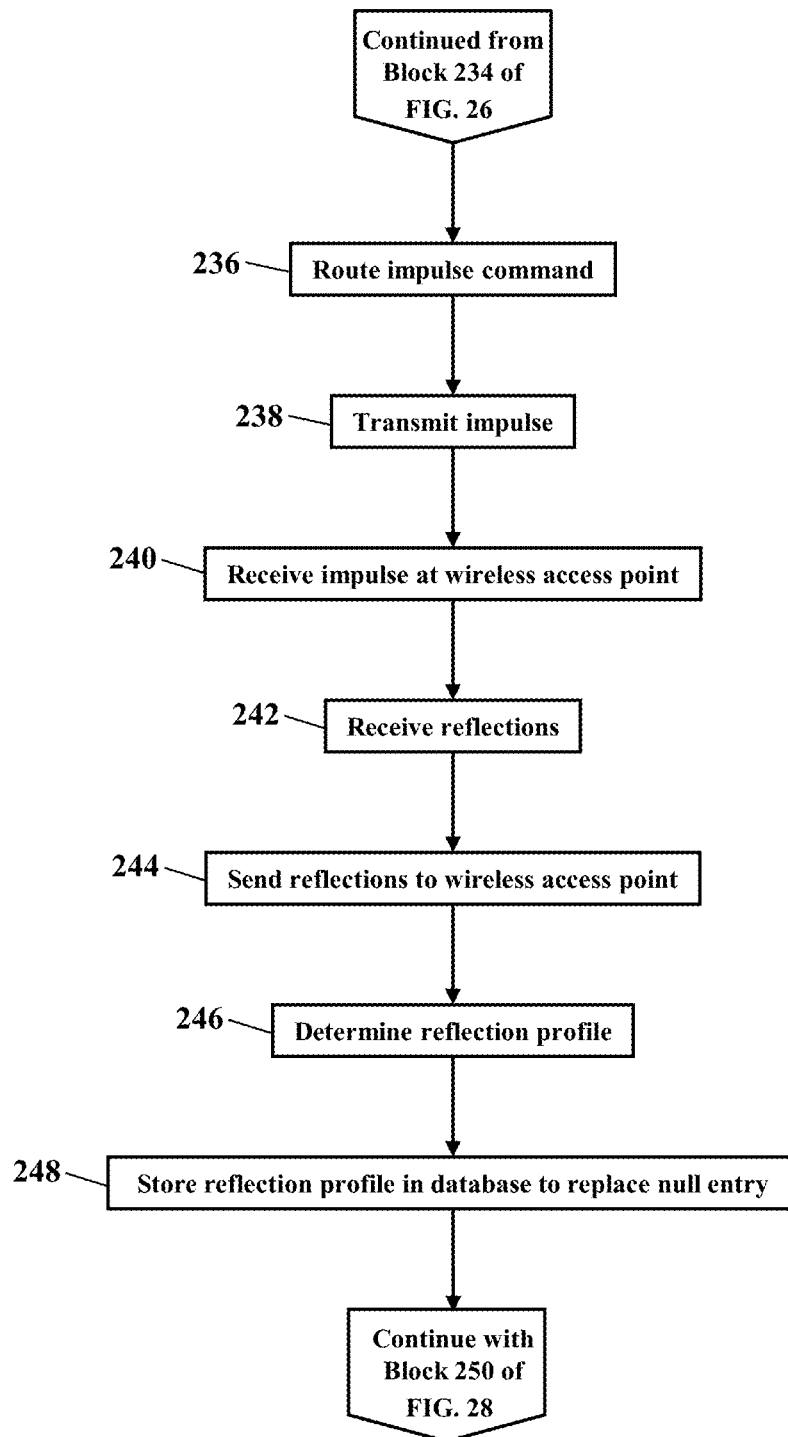 Continued from
Block 234 of
FIG. 26
236
Route impulse command
238
Transmit impulse
240
Receive impulse at wireless access point
242
Receive reflections
244
Send reflections to wireless access point
246
Determine reflection profile
248
Store reflection profile in database to replace null entry
Continue with
Block 250 of
FIG. 28